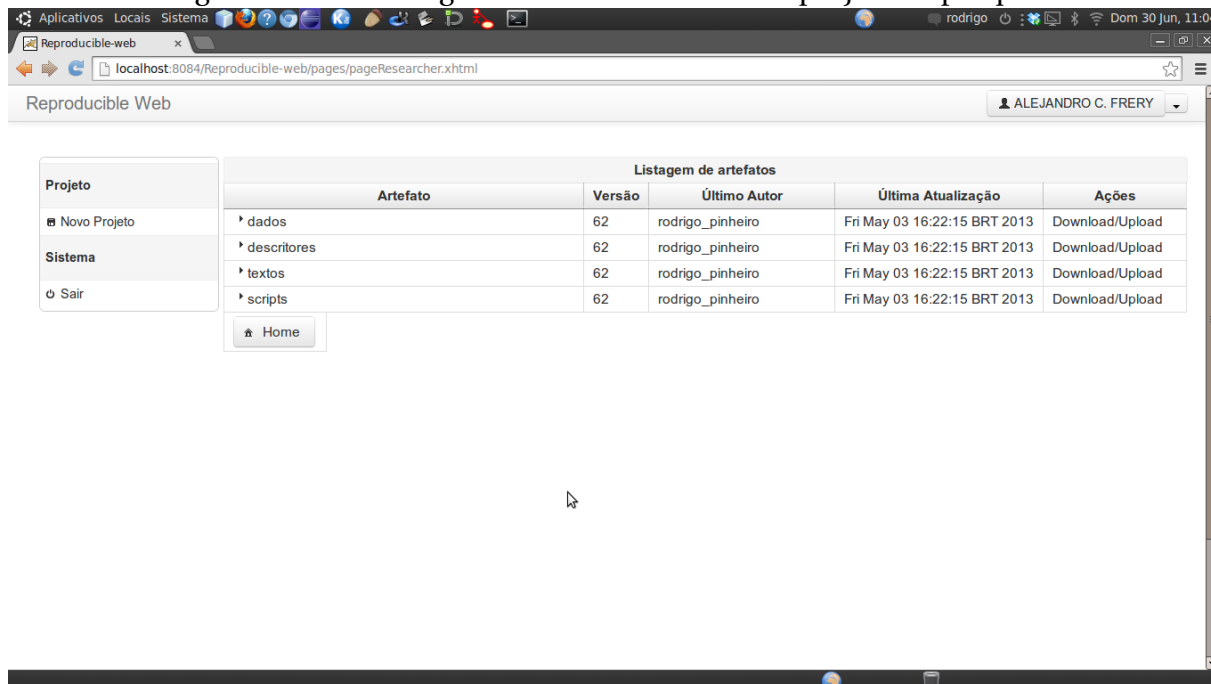 Aplicativos Locais Sistema rodrigo Dom 30 Jun, 11:0
Reproducible-web
localhost:8084/Reproducible-web/pages/pageResearcher.xhtml
Reproducible Web ALEJANDRO C. FRERY
Listagem de artefatos
Projeto
Artefato Versão Último Autor Última Atualização Ações
Novo Projeto
dados 62 rodrigo_pinheiro Fri May 03 16:22:15 BRT 2013 Download/Upload
Sistema
descritores 62 rodrigo_pinheiro Fri May 03 16:22:15 BRT 2013 Download/Upload
textos 62 rodrigo_pinheiro Fri May 03 16:22:15 BRT 2013 Download/Upload
Sair
scripts 62 rodrigo_pinheiro Fri May 03 16:22:15 BRT 2013 Download/Upload
Home